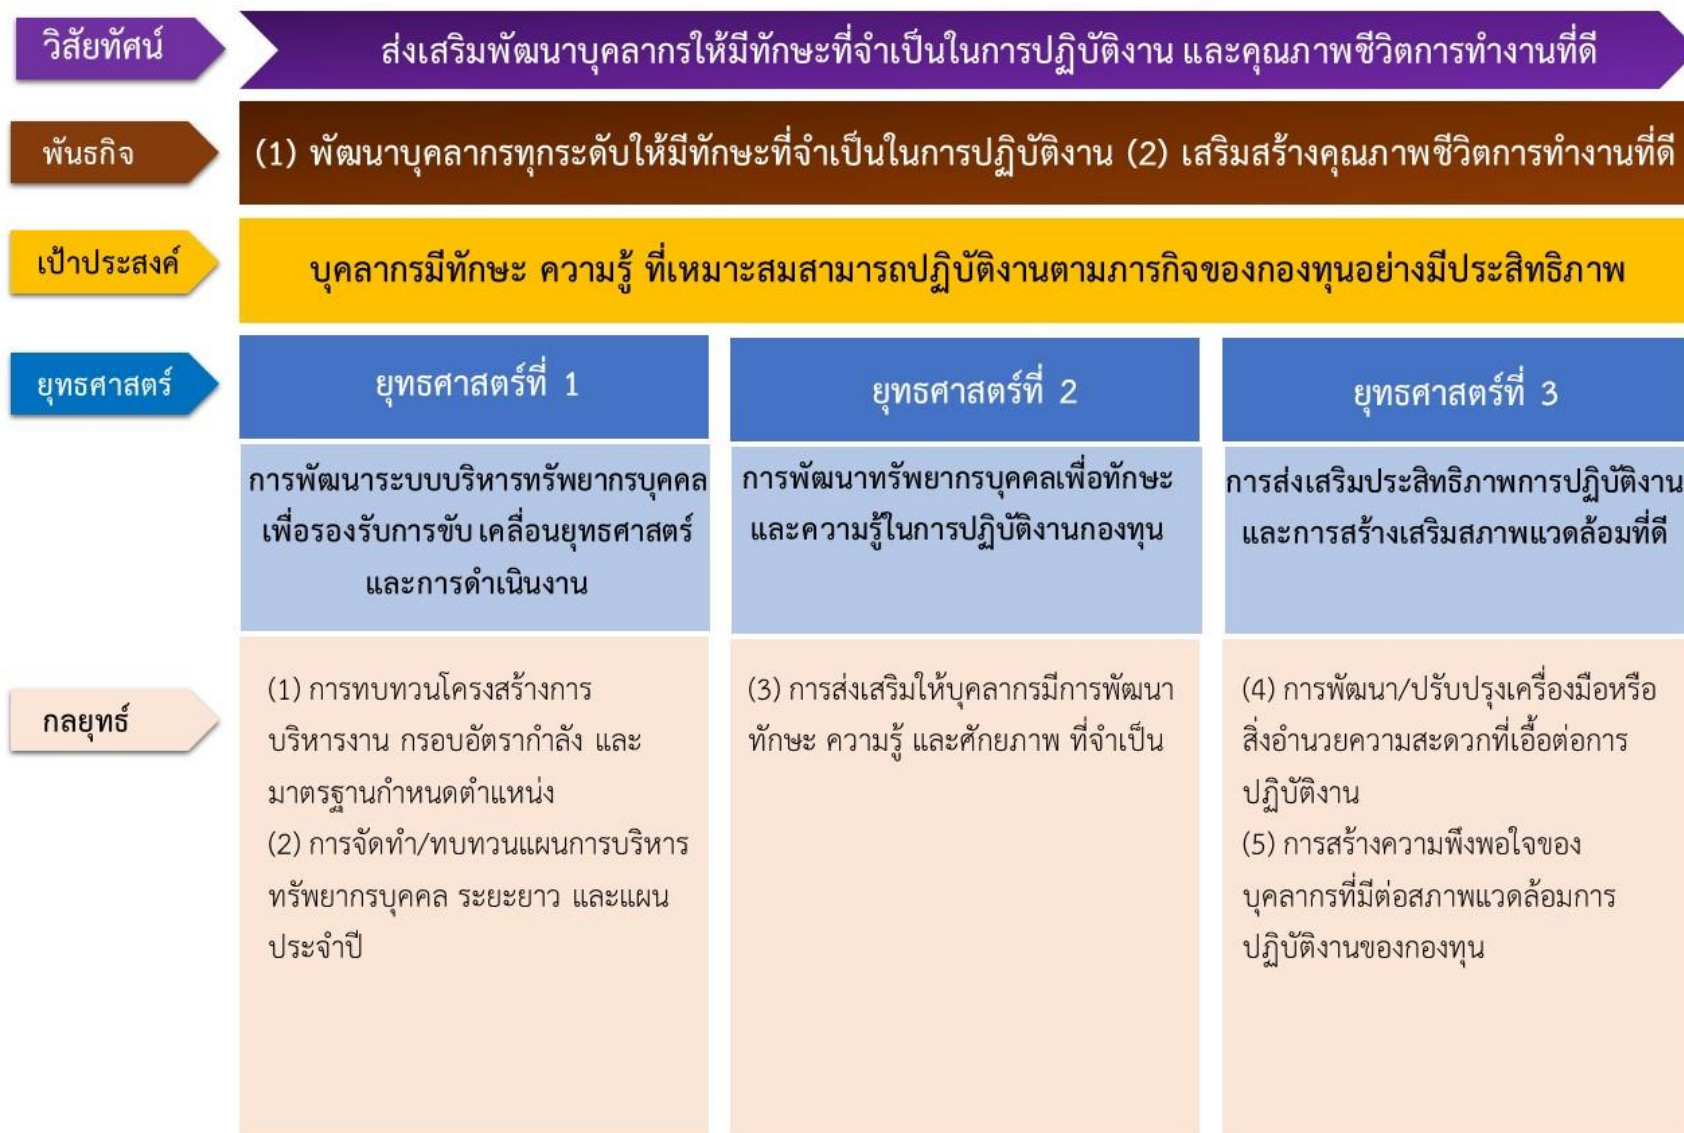 วิสัยทัศน์
ส่งเสริมพัฒนาบุคลากรให้มีทักษะที่จำเป็นในการปฏิบัติงาน และคุณภาพชีวิตการทำงานที่ดี
พันธกิจ
(1) พัฒนาบุคลากรทุกระดับให้มีทักษะที่จำเป็นในการปฏิบัติงาน (2) เสริมสร้างคุณภาพชีวิตการทำงานที่ดี
เป้าประสงค์
บุคลากรมีทักษะ ความรู้ ที่เหมาะสมสามารถปฏิบัติงานตามภารกิจของกองทุนอย่างมีประสิทธิภาพ
ยุทธศาสตร์
ยุทธศาสตร์ที่ 1
การพัฒนาระบบบริหารทรัพยากรบุคคล
เพื่อรองรับการขับ เคลื่อนยุทธศาสตร์
และการดำเนินงาน
ยุทธศาสตร์ที่ 2
การพัฒนาทรัพยากรบุคคลเพื่อทักษะ
และความรู้ในการปฏิบัติงานกองทุน
ยุทธศาสตร์ที่ 3
การส่งเสริมประสิทธิภาพการปฏิบัติงาน
และการสร้างเสริมสภาพแวดล้อมที่ดี
กลยุทธ์
(1) การทบทวนโครงสร้างการ
บริหารงาน กรอบอัตรากำลัง และ
มาตรฐานกำหนดตำแหน่ง
(2) การจัดทำ/ทบทวนแผนการบริหาร
ทรัพยากรบุคคล ระยะยาว และแผน
ประจำปี
(3) การส่งเสริมให้บุคลากรมีการพัฒนา
ทักษะ ความรู้ และศักยภาพ ที่จำเป็น
(4) การพัฒนา/ปรับปรุงเครื่องมือหรือ
สิ่งอำนวยความสะดวกที่เอื้อต่อการ
ปฏิบัติงาน
(5) การสร้างความพึงพอใจของ
บุคลากรที่มีต่อสภาพแวดล้อมการ
ปฏิบัติงานของกองทุน